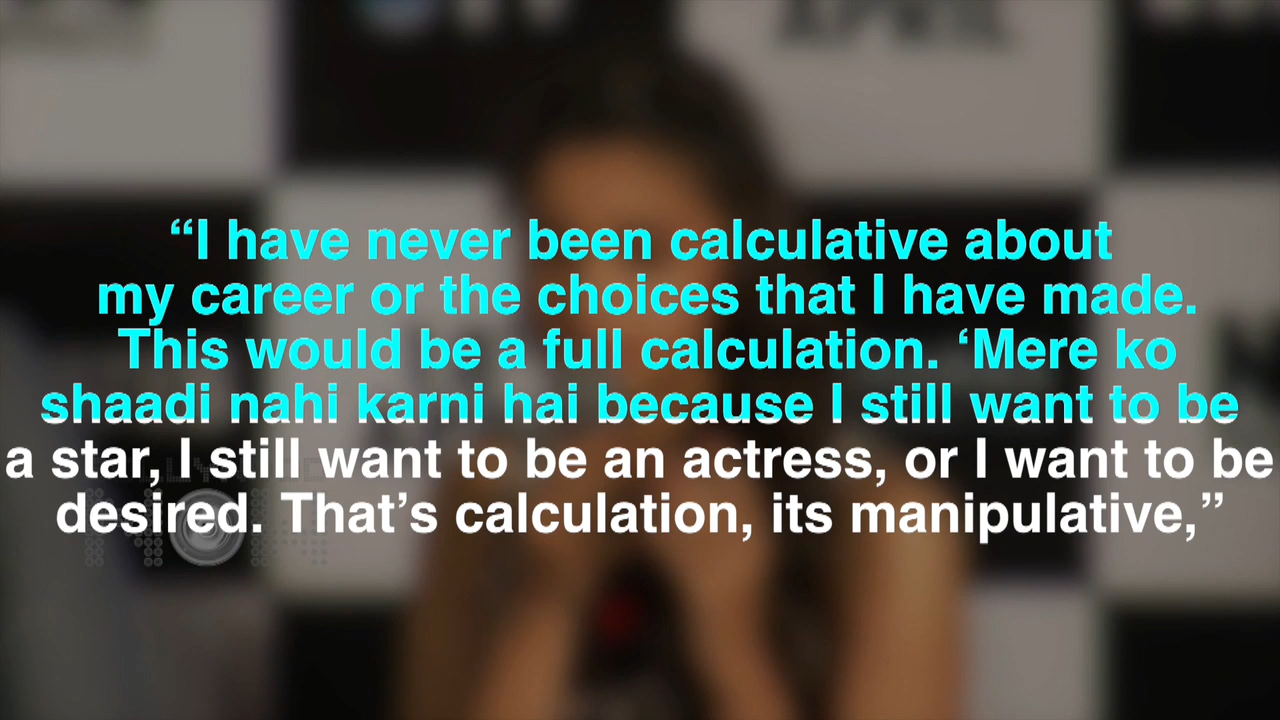 “I have never been calculative about
my career or the choices that I have made.
This would be a full calculation. ‘Mere ko
shaadi nahi karni hai because I still want to be
a star, I still want to be an actress, or I want to be
desired. That’s calculation, its manipulative,”